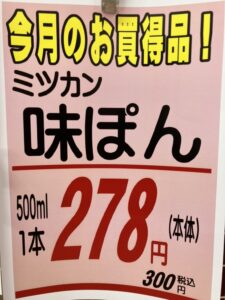 今月のお買得品！
ミツカン
味ぽん
500ml
1本
278円
(本体)
300円
税込